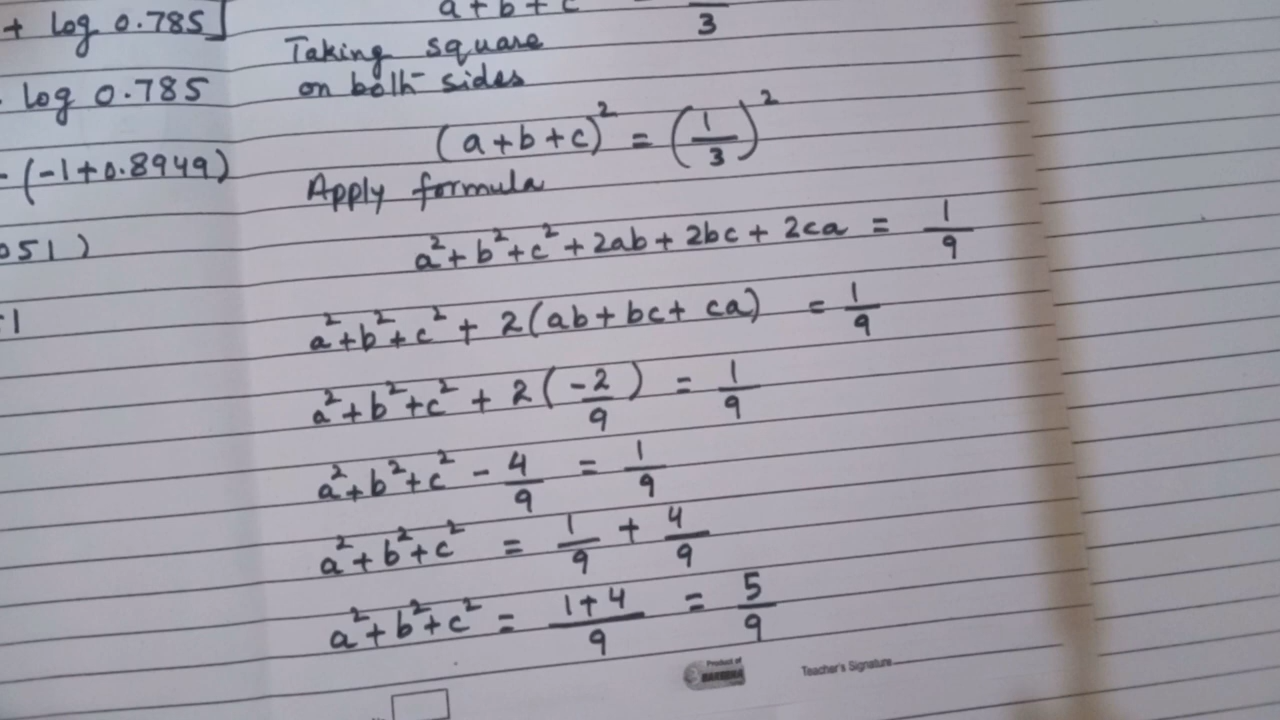 + log 0.785]
log 0.785
- (-1+0.8949)
051)
1
a+b+c
3
Taking square
on both sides
(a+b+c)² = (1/3)²
Apply formula
a²+b²+c²+2ab+2bc+2ca = 1/9
a²+b²+c²+2(ab+bc+ca) = 1/9
a²+b²+c²+2(-2/9) = 1/9
a²+b²+c² - 4/9 = 1/9
a²+b²+c² = 1/9 + 4/9
a²+b²+c² = 1+4/9 = 5/9
Product of
Teacher's Signature